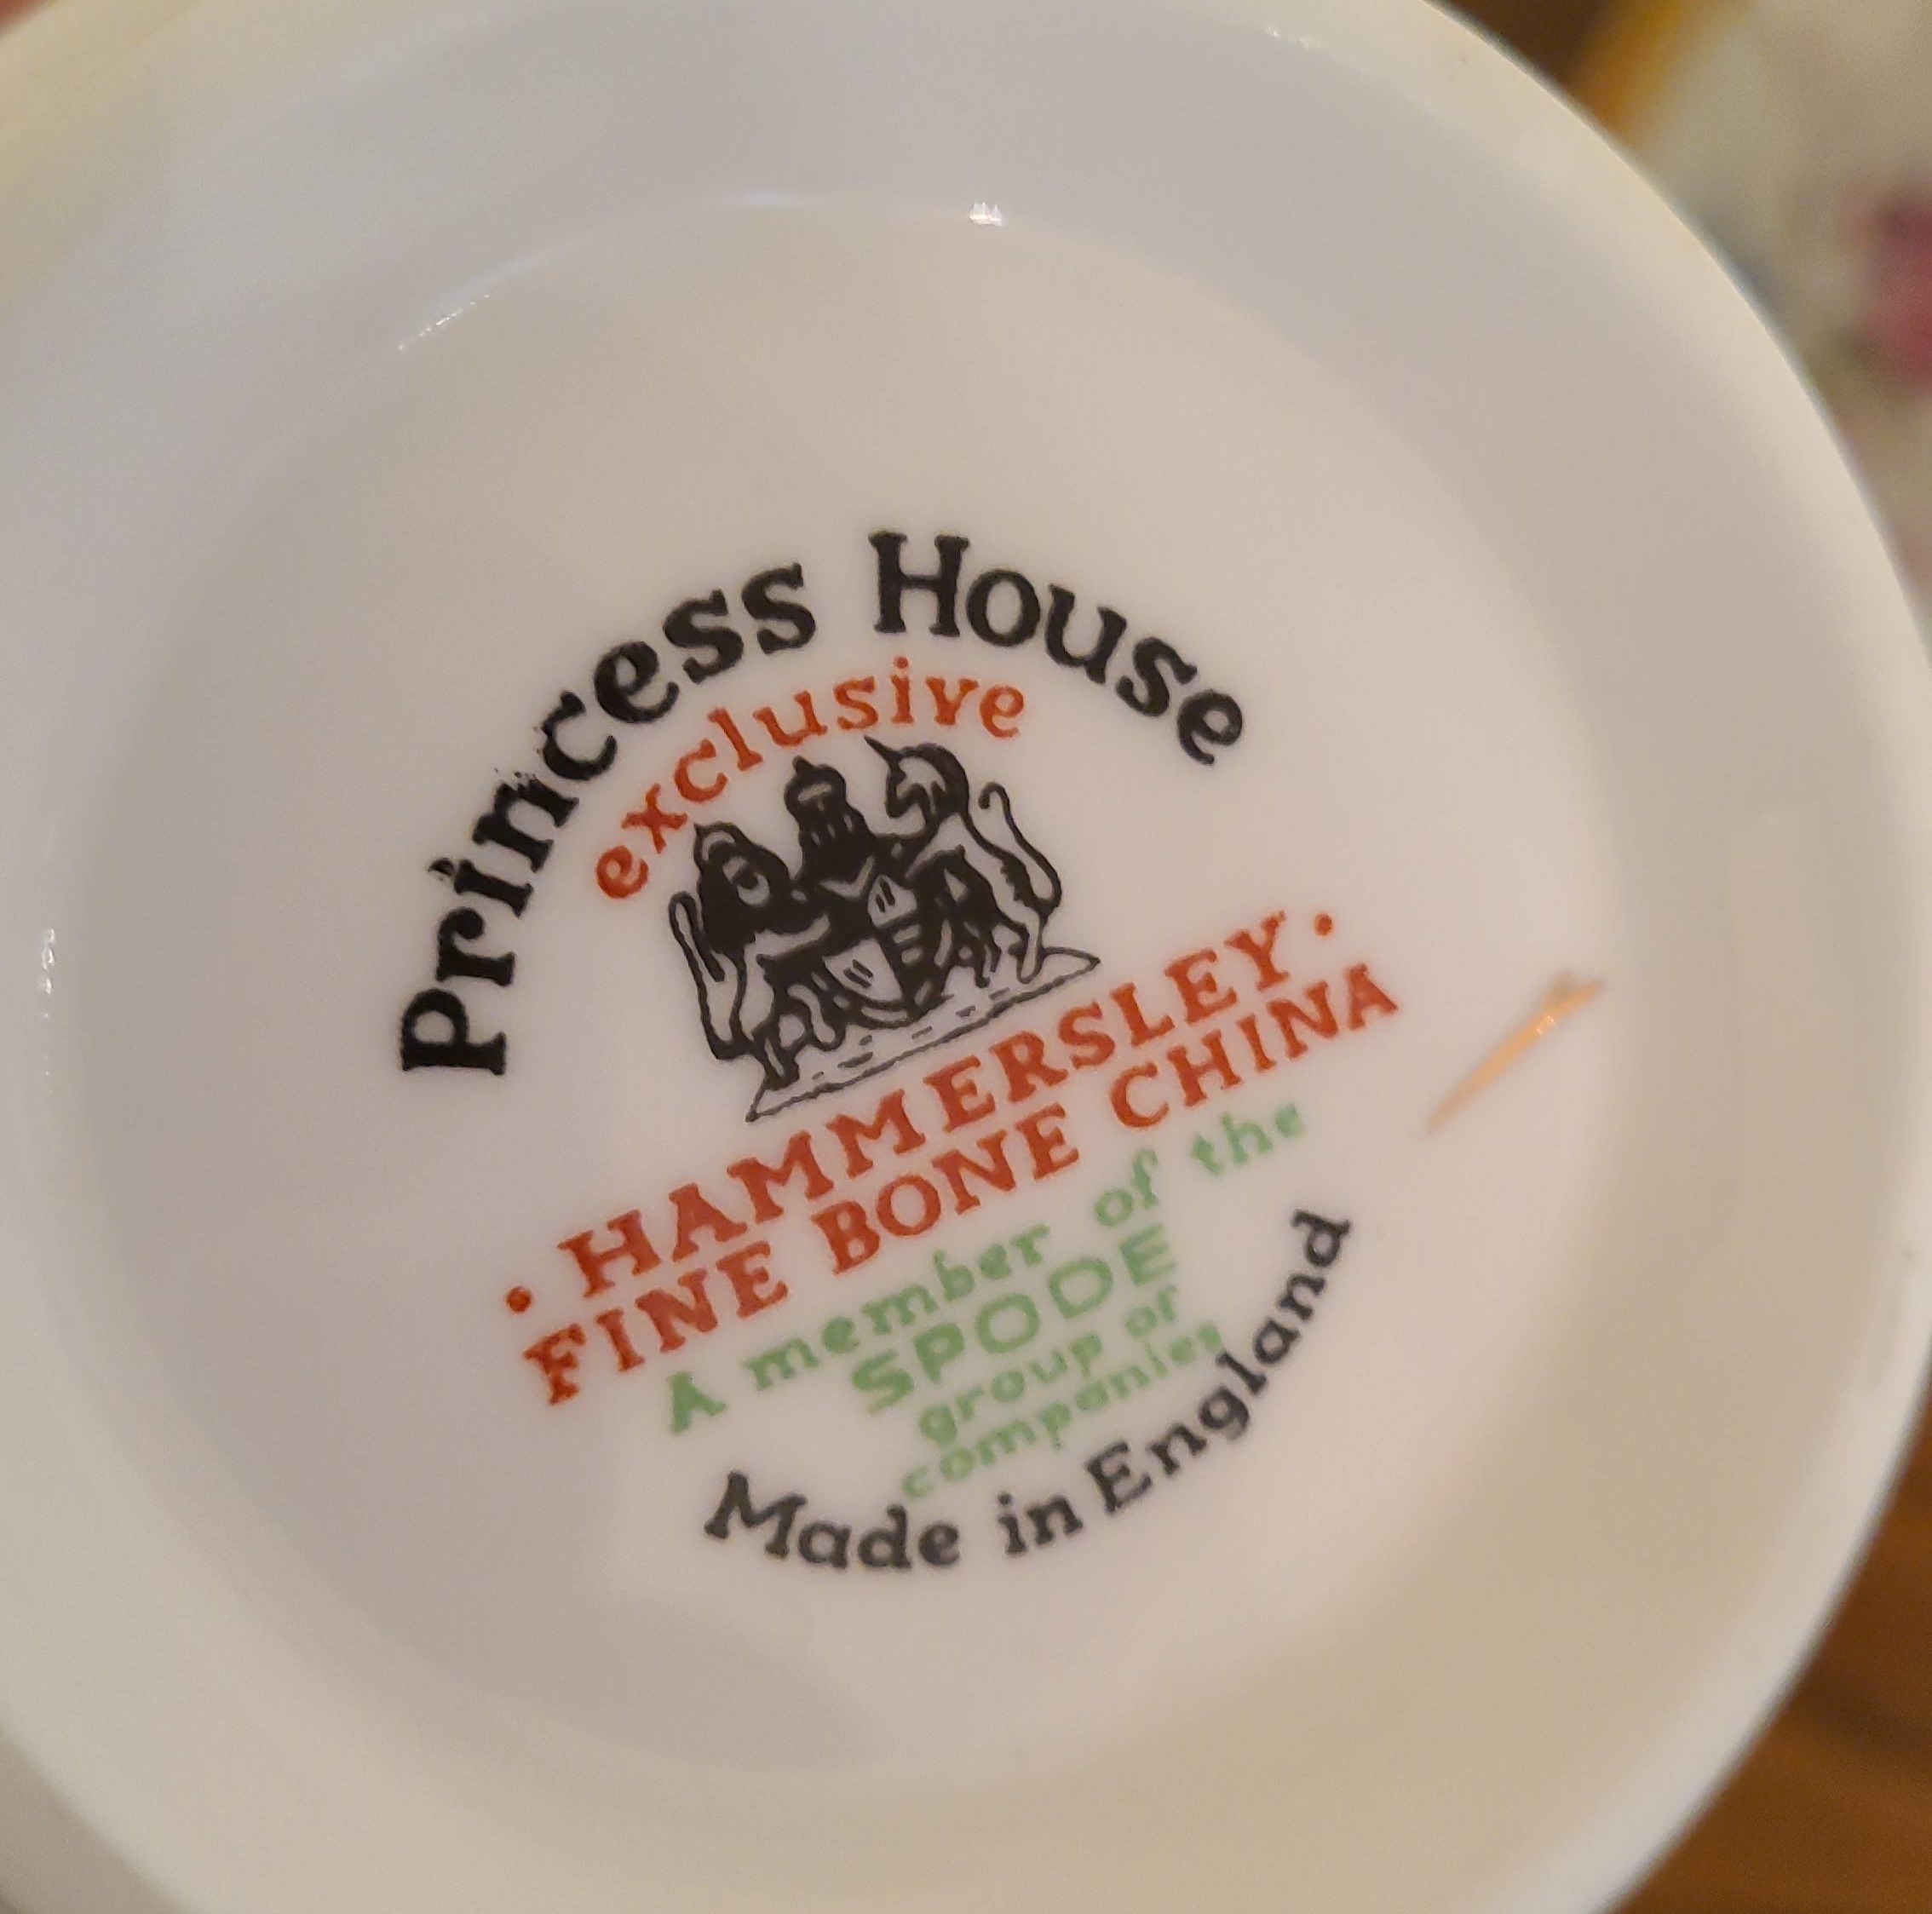 Princess House
exclusive
· HAMMERSLEY ·
FINE BONE CHINA
A member of the
SPODE
group of
companies
Made in England